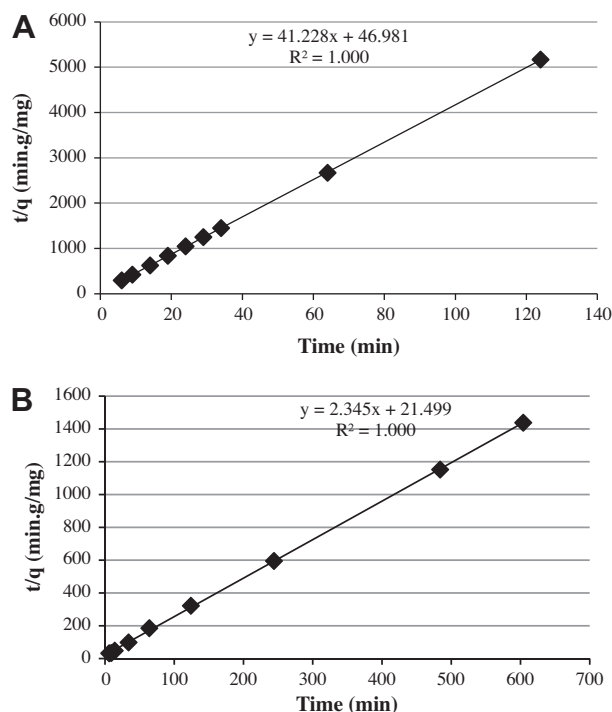 A
y = 41.228x + 46.981
R² = 1.000
6000
5000
4000
3000
2000
1000
0
t/q (min.g/mg)
0 20 40 60 80 100 120 140
Time (min)
B
y = 2.345x + 21.499
R² = 1.000
1600
1400
1200
1000
800
600
400
200
0
t/q (min.g/mg)
0 100 200 300 400 500 600 700
Time (min)